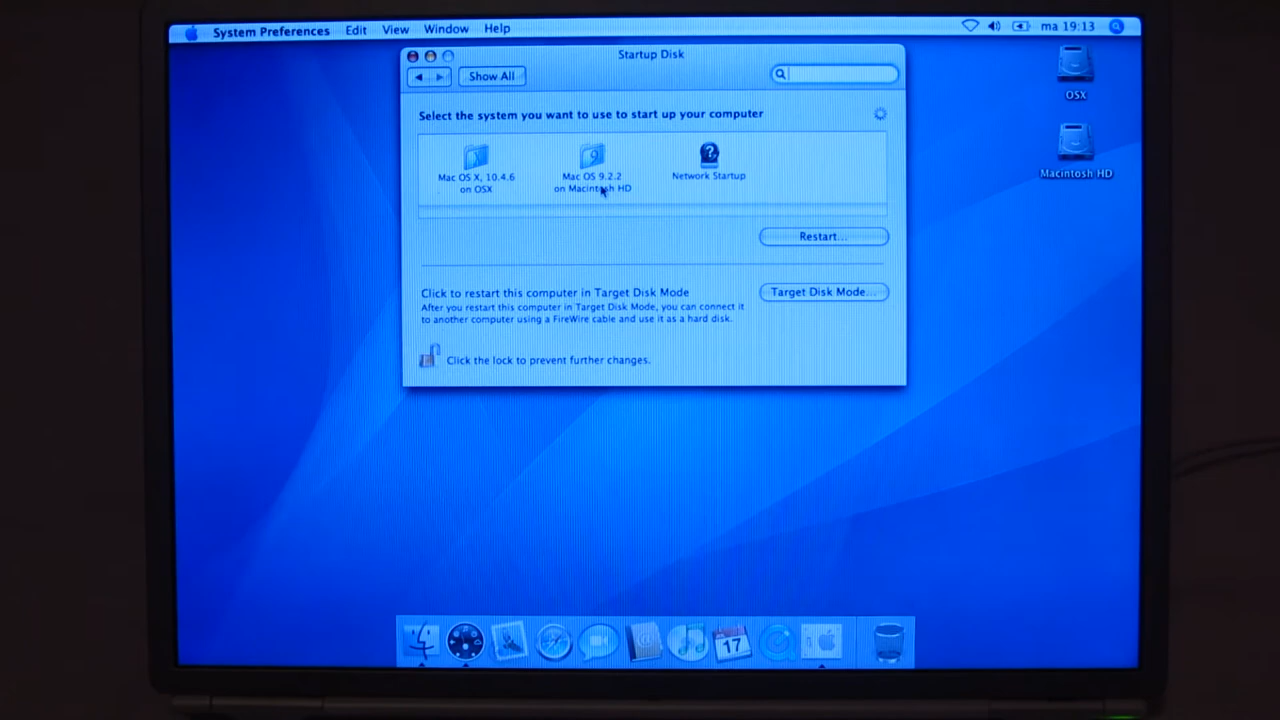 System Preferences Edit View Window Help
ma 19:13
Startup Disk
Show All
Select the system you want to use to start up your computer
Mac OS X, 10.4.6
on OSX
Mac OS 9.2.2
on Macintosh HD
Network Startup
Restart...
Click to restart this computer in Target Disk Mode
After you restart this computer in Target Disk Mode, you can connect it
to another computer using a FireWire cable and use it as a hard disk.
Target Disk Mode...
Click the lock to prevent further changes.
OSX
Macintosh HD
17